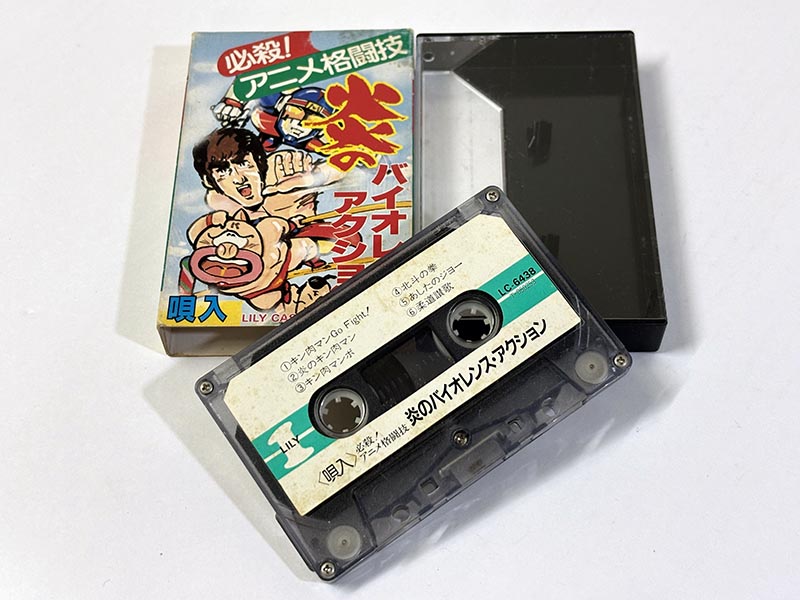 必殺!
アニメ格闘技
炎の
バイオレ
アクショ
唄入
LILY CAS
①キン肉マンGo Fight!
②炎のキン肉マン
③キン肉マンボ
④北斗の拳
⑤あしたのジョー
⑥柔道讃歌
LC-6438
LILY
〈唄入〉
必殺!
アニメ格闘技
炎のバイオレンス・アクション